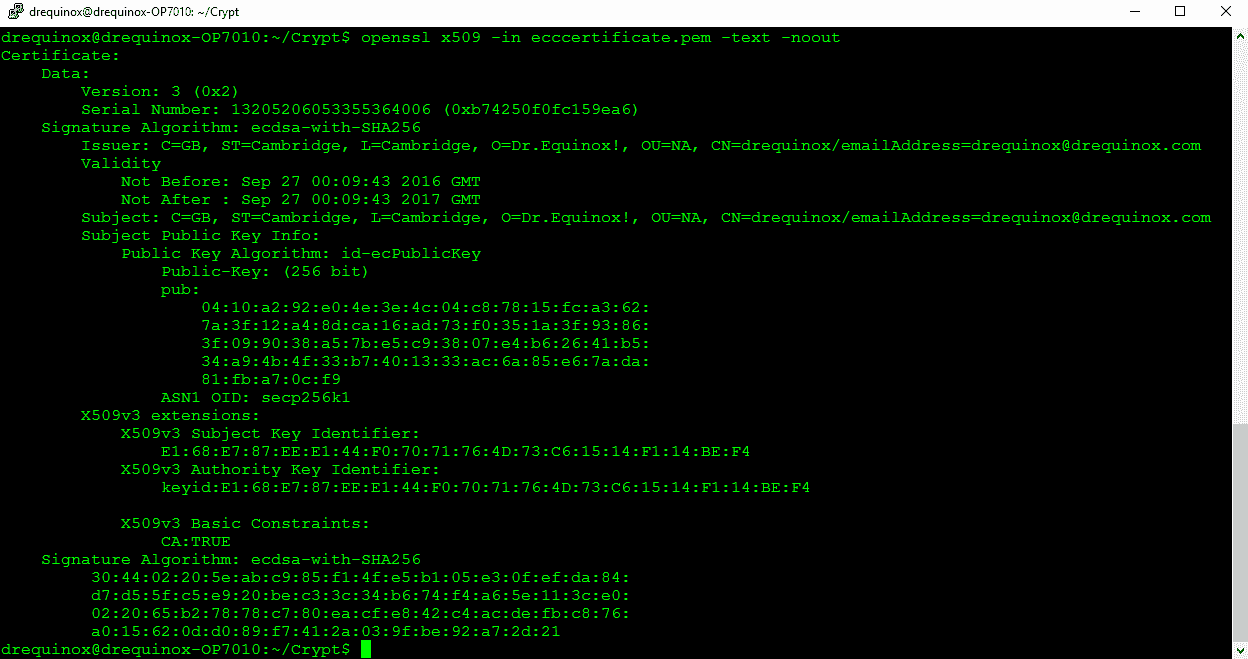 drequinox@drequinox-OP7010: ~/Crypt
drequinox@drequinox-OP7010:~/Crypt$ openssl x509 -in ecccertificate.pem -text -noout
Certificate:
    Data:
        Version: 3 (0x2)
        Serial Number: 13205206053355364006 (0xb74250f0fc159ea6)
    Signature Algorithm: ecdsa-with-SHA256
        Issuer: C=GB, ST=Cambridge, L=Cambridge, O=Dr.Equinox!, OU=NA, CN=drequinox/emailAddress=drequinox@drequinox.com
        Validity
            Not Before: Sep 27 00:09:43 2016 GMT
            Not After : Sep 27 00:09:43 2017 GMT
        Subject: C=GB, ST=Cambridge, L=Cambridge, O=Dr.Equinox!, OU=NA, CN=drequinox/emailAddress=drequinox@drequinox.com
        Subject Public Key Info:
            Public Key Algorithm: id-ecPublicKey
                Public-Key: (256 bit)
                pub:
                    04:10:a2:92:e0:4e:3e:4c:04:c8:78:15:fc:a3:62:
                    7a:3f:12:a4:8d:ca:16:ad:73:f0:35:1a:3f:93:86:
                    3f:09:90:38:a5:7b:e5:c9:38:07:e4:b6:26:41:b5:
                    34:a9:4b:4f:33:b7:40:13:33:ac:6a:85:e6:7a:da:
                    81:fb:a7:0c:f9
                ASN1 OID: secp256k1
        X509v3 extensions:
            X509v3 Subject Key Identifier:
                E1:68:E7:87:EE:E1:44:F0:70:71:76:4D:73:C6:15:14:F1:14:BE:F4
            X509v3 Authority Key Identifier:
                keyid:E1:68:E7:87:EE:E1:44:F0:70:71:76:4D:73:C6:15:14:F1:14:BE:F4
            X509v3 Basic Constraints:
                CA:TRUE
    Signature Algorithm: ecdsa-with-SHA256
         30:44:02:20:5e:ab:c9:85:f1:4f:e5:b1:05:e3:0f:ef:da:84:
         d7:d5:5f:c5:e9:20:be:c3:3c:34:b6:74:f4:a6:5e:11:3c:e0:
         02:20:65:b2:78:78:c7:80:ea:cf:e8:42:c4:ac:de:fb:c8:76:
         a0:15:62:0d:d0:89:f7:41:2a:03:9f:be:92:a7:2d:21
drequinox@drequinox-OP7010:~/Crypt$